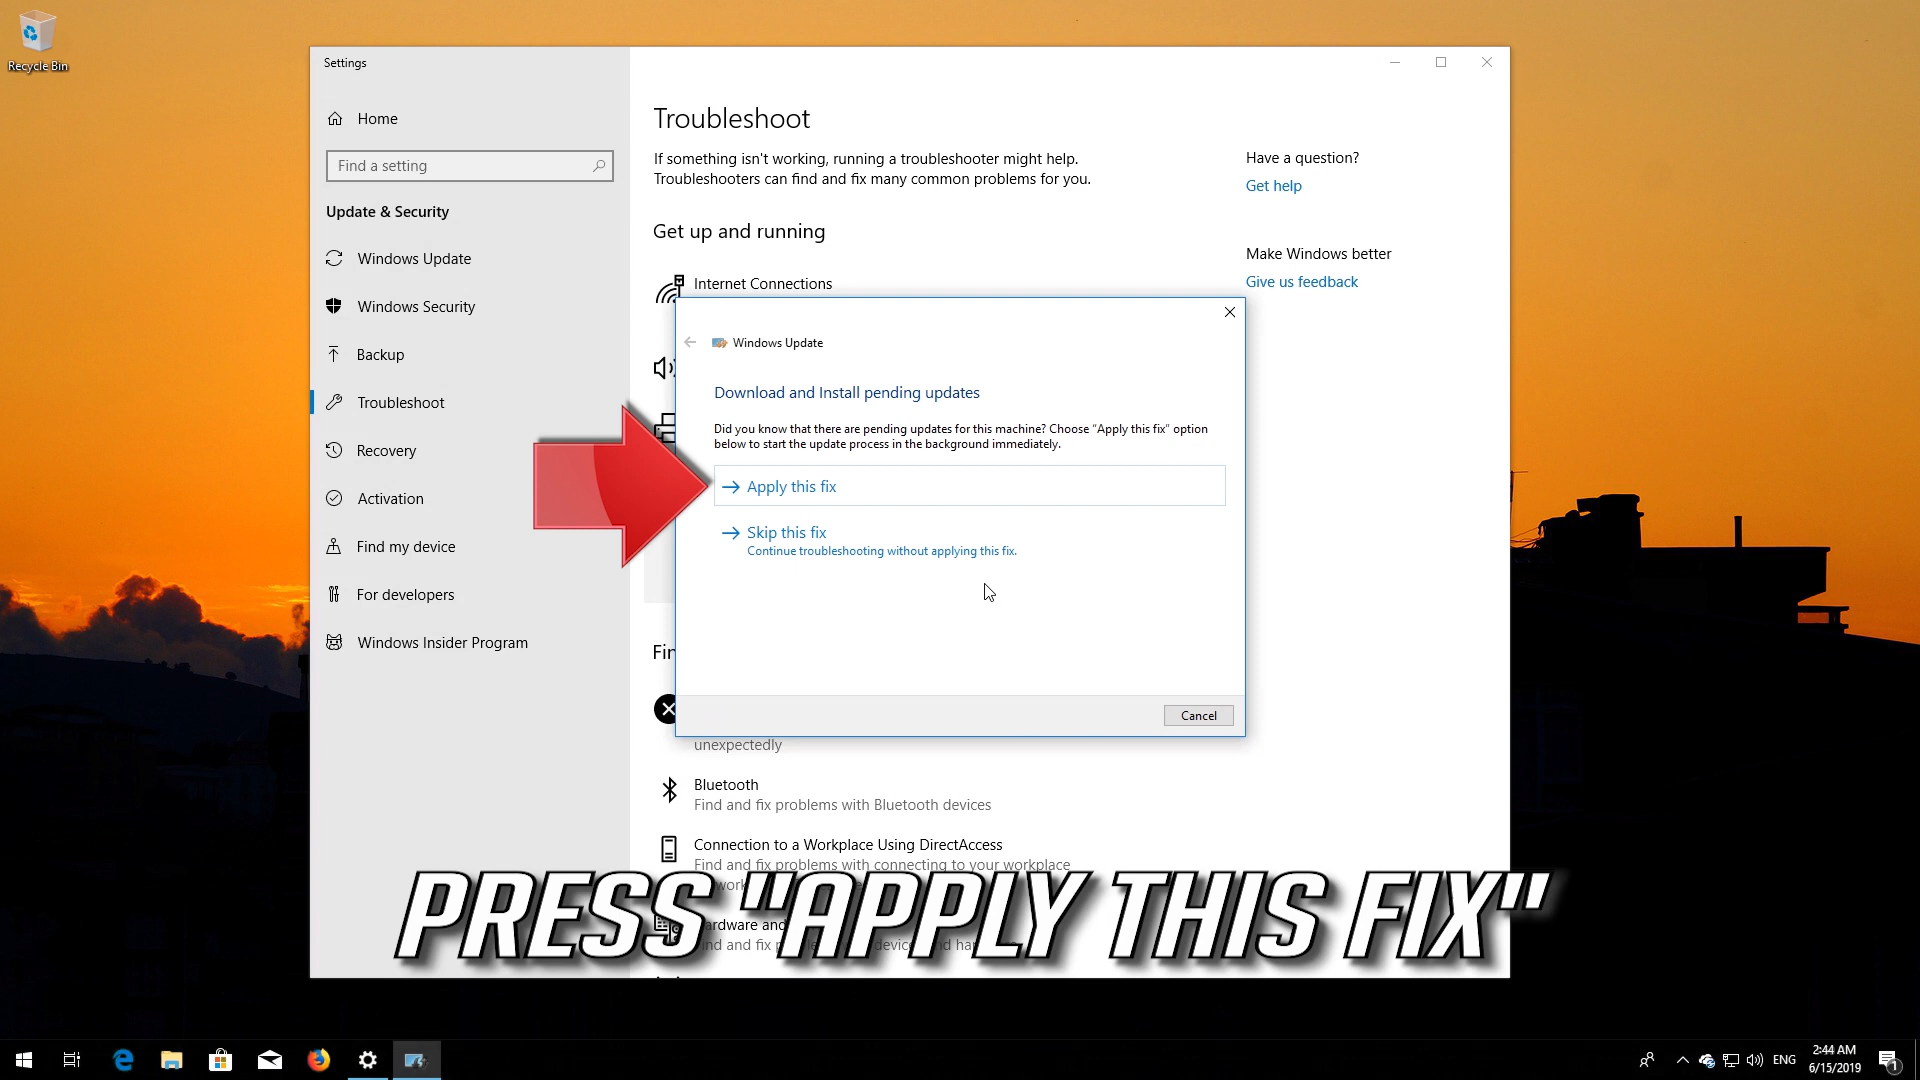 Recycle Bin
Settings
Home
Find a setting
Update & Security
Windows Update
Windows Security
Backup
Troubleshoot
Recovery
Activation
Find my device
For developers
Windows Insider Program
Troubleshoot
If something isn't working, running a troubleshooter might help.
Troubleshooters can find and fix many common problems for you.
Get up and running
Internet Connections
Have a question?
Get help
Make Windows better
Give us feedback
Windows Update
Download and Install pending updates
Did you know that there are pending updates for this machine? Choose “Apply this fix” option
below to start the update process in the background immediately.
Apply this fix
Skip this fix
Continue troubleshooting without applying this fix.
Cancel
unexpectedly
Bluetooth
Find and fix problems with Bluetooth devices
Connection to a Workplace Using DirectAccess
Find and fix problems with connecting to your workplace
and
and fix
PRESS "APPLY THIS FIX"
ENG
2:44 AM
6/15/2019
1